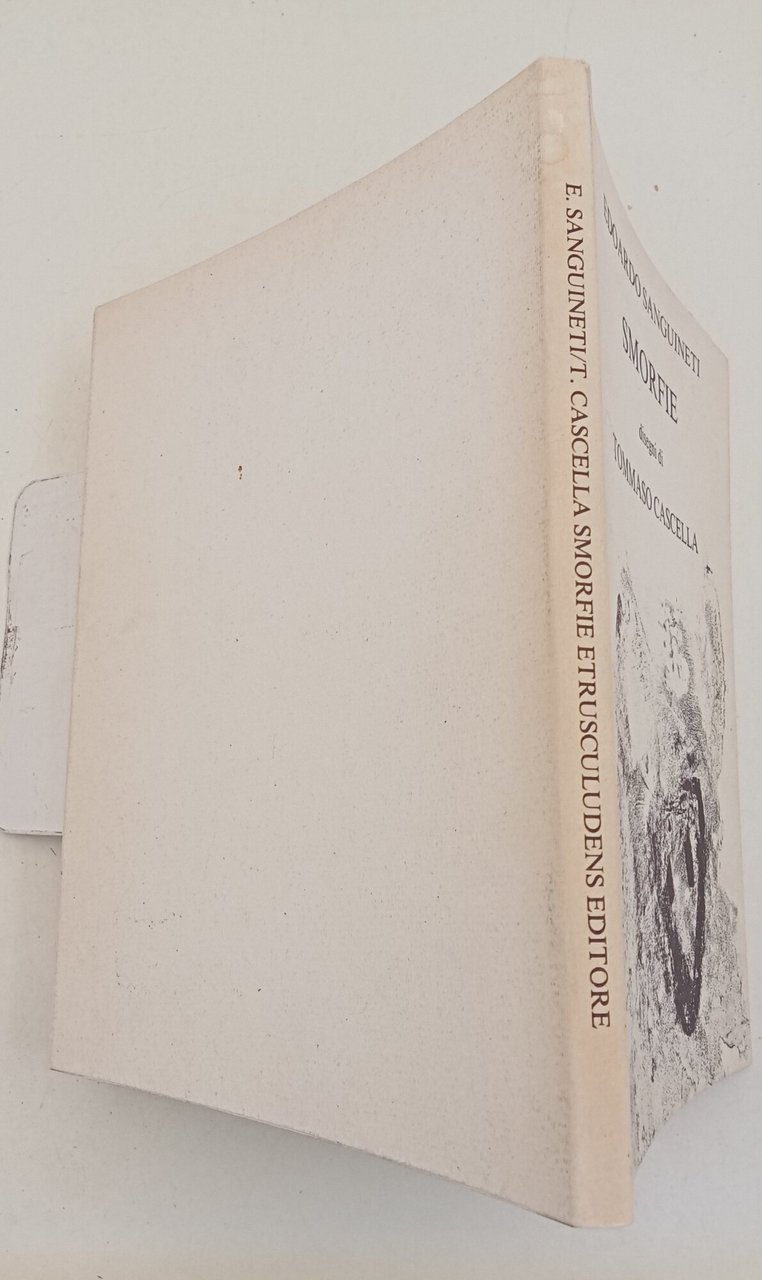 E. SANGUINETI/T. CASCELLA SMORFIE ETRUSCULUDENS EDITORE
EDOARDO SANGUINETI
SMORFIE
disegni di
TOMMASO CASCELLA